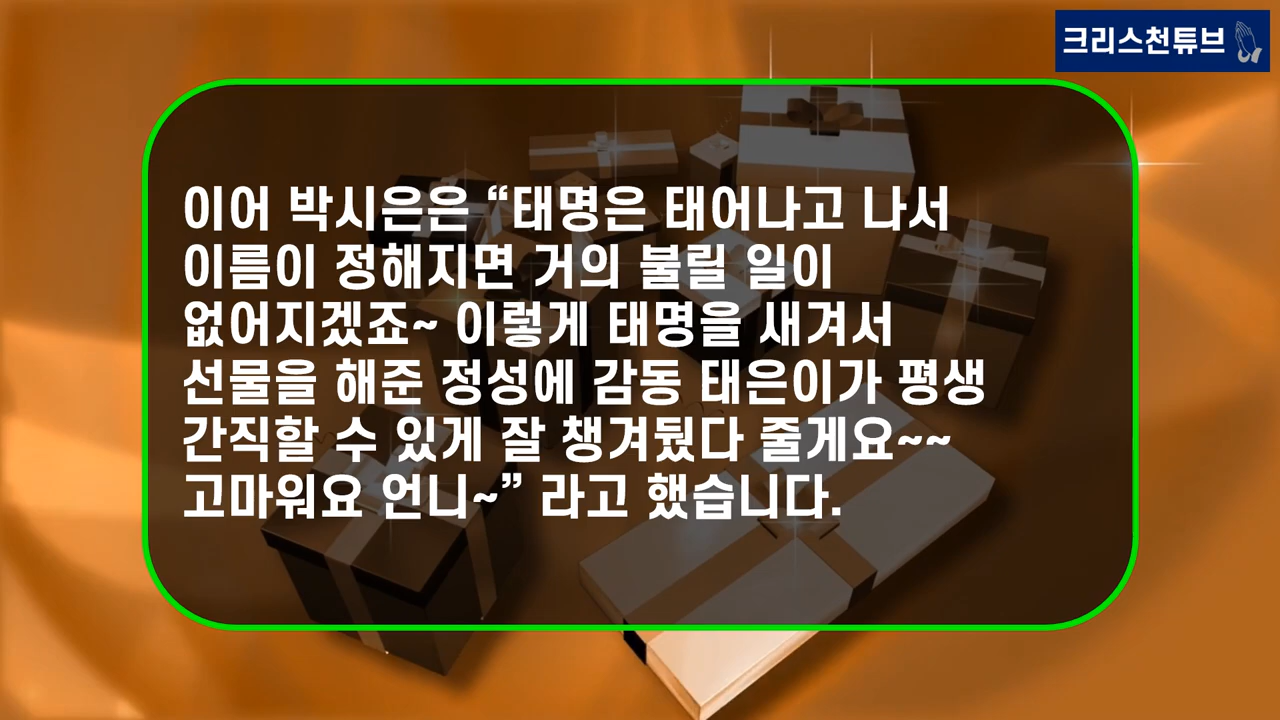 크리스천튜브
이어 박시은은 “태명은 태어나고 나서
이름이 정해지면 거의 불릴 일이
없어지겠죠~ 이렇게 태명을 새겨서
선물을 해준 정성에 감동 태은이가 평생
간직할 수 있게 잘 챙겨뒀다 줄게요~~
고마워요 언니~” 라고 했습니다.